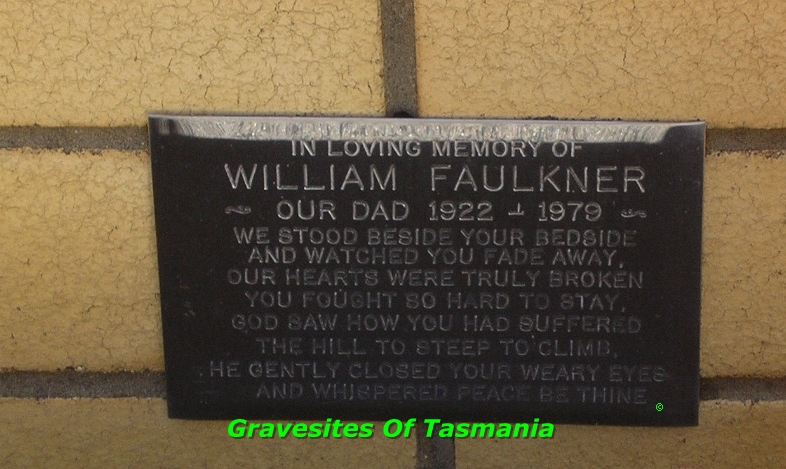 IN LOVING MEMORY OF
WILLIAM FAULKNER
~ OUR DAD 1922 - 1979 ~
WE STOOD BESIDE YOUR BEDSIDE
AND WATCHED YOU FADE AWAY,
OUR HEARTS WERE TRULY BROKEN
YOU FOUGHT SO HARD TO STAY,
GOD SAW HOW YOU HAD SUFFERED
THE HILL TO STEEP TO CLIMB,
HE GENTLY CLOSED YOUR WEARY EYES
AND WHISPERED PEACE BE THINE
©
Gravesites Of Tasmania